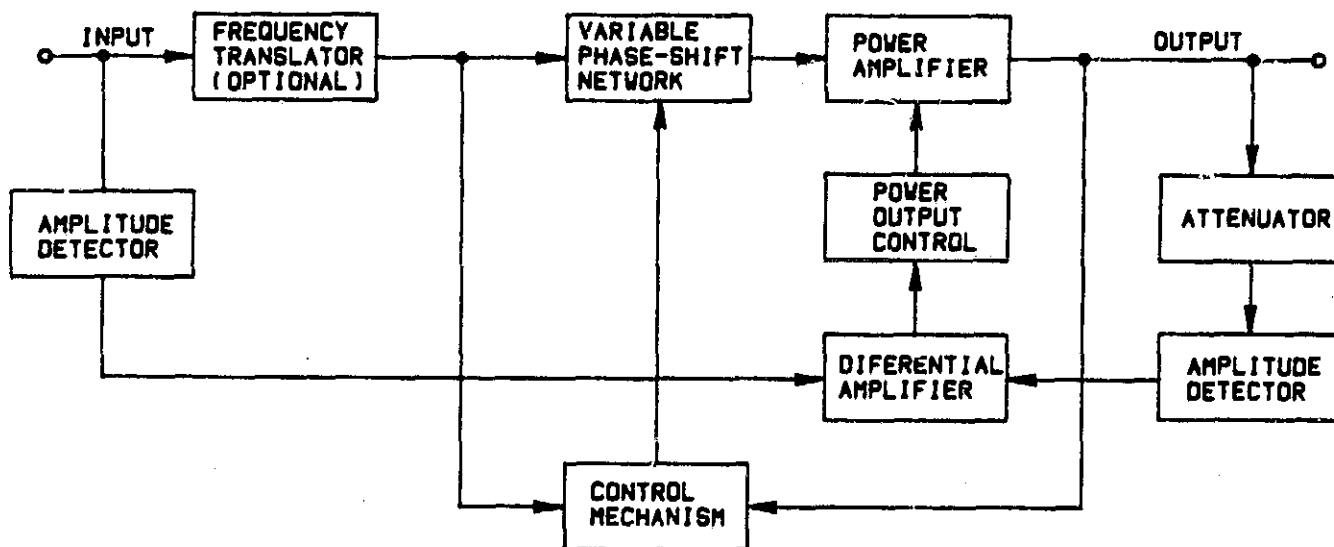 INPUT
FREQUENCY
TRANSLATOR
(OPTIONAL)
VARIABLE
PHASE-SHIFT
NETWORK
POWER
AMPLIFIER
OUTPUT
AMPLITUDE
DETECTOR
POWER
OUTPUT
CONTROL
ATTENUATOR
DIFERENTIAL
AMPLIFIER
AMPLITUDE
DETECTOR
CONTROL
MECHANISM